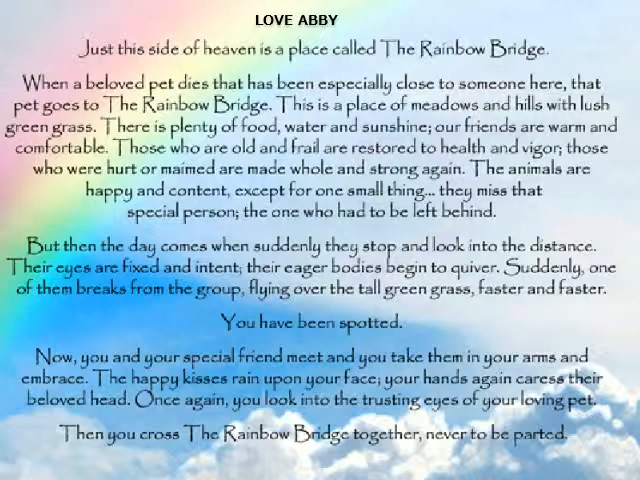 LOVE ABBY
Just this side of heaven is a place called The Rainbow Bridge.
When a beloved pet dies that has been especially close to someone here, that
pet goes to The Rainbow Bridge. This is a place of meadows and hills with lush
green grass. There is plenty of food, water and sunshine; our friends are warm and
comfortable. Those who are old and frail are restored to health and vigor; those
who were hurt or maimed are made whole and strong again. The animals are
happy and content, except for one small thing... they miss that
special person; the one who had to be left behind.
But then the day comes when suddenly they stop and look into the distance.
Their eyes are fixed and intent; their eager bodies begin to quiver. Suddenly, one
of them breaks from the group, flying over the tall green grass, faster and faster.
You have been spotted.
Now, you and your special friend meet and you take them in your arms and
embrace. The happy kisses rain upon your face; your hands again caress their
beloved head. Once again, you look into the trusting eyes of your loving pet.
Then you cross The Rainbow Bridge together, never to be parted.